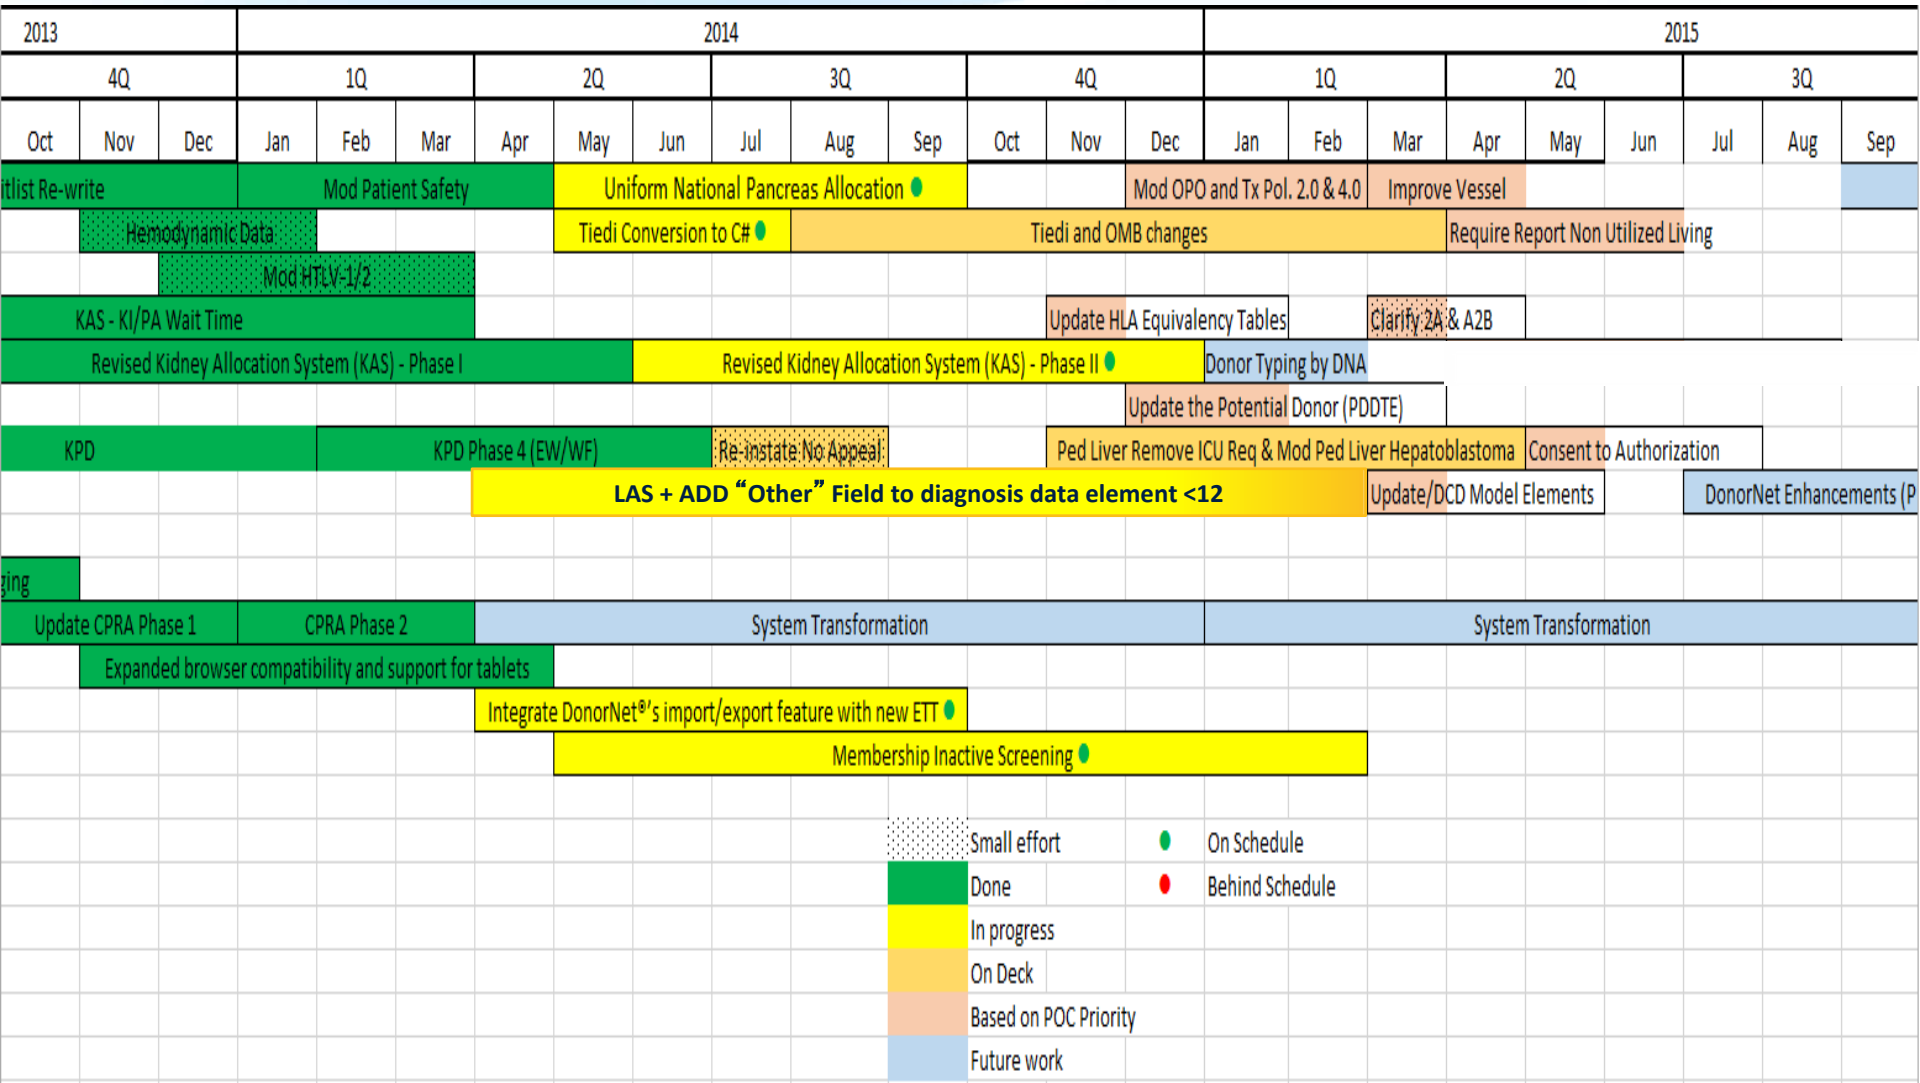 2013 2014 2015
4Q 1Q 2Q 3Q 4Q 1Q 2Q 3Q
Oct Nov Dec Jan Feb Mar Apr May Jun Jul Aug Sep Oct Nov Dec Jan Feb Mar Apr May Jun Jul Aug Sep
itlist Re-write Mod Patient Safety Uniform National Pancreas Allocation Mod OPO and Tx Pol. 2.0 & 4.0 Improve Vessel
Hemodynamic Data Tiedi Conversion to C# Tiedi and OMB changes Require Report Non Utilized Living
Mod HTLV-1/2
KAS - KI/PA Wait Time Update HLA Equivalency Tables Clarify 2A & A2B
Revised Kidney Allocation System (KAS) - Phase I Revised Kidney Allocation System (KAS) - Phase II Donor Typing by DNA
Update the Potential Donor (PDDTE)
KPD KPD Phase 4 (EW/WF) Re-instate No Appeal Ped Liver Remove ICU Req & Mod Ped Liver Hepatoblastoma Consent to Authorization
LAS + ADD “Other” Field to diagnosis data element <12 Update/DCD Model Elements DonorNet Enhancements (P
ging
Update CPRA Phase 1 CPRA Phase 2 System Transformation System Transformation
Expanded browser compatibility and support for tablets
Integrate DonorNet®'s import/export feature with new ETT
Membership Inactive Screening
Small effort On Schedule
Done Behind Schedule
In progress
On Deck
Based on POC Priority
Future work